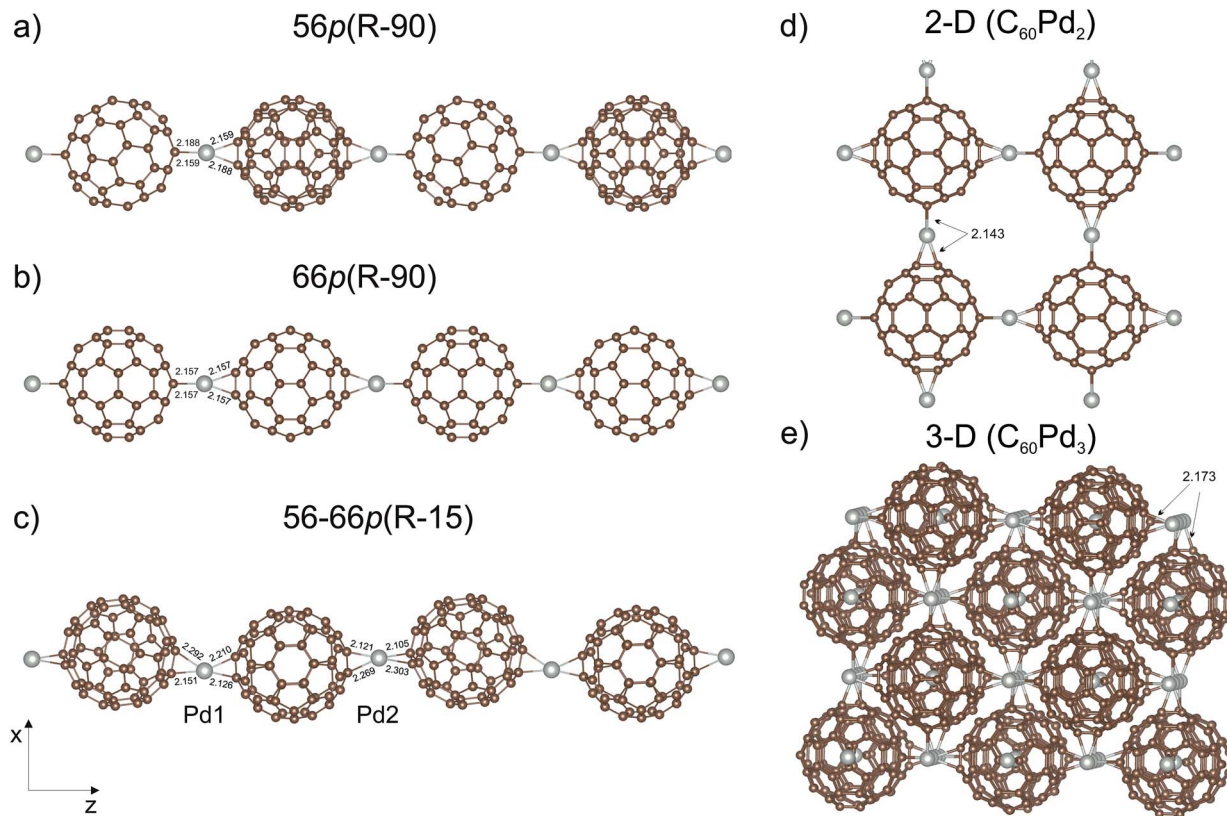 a) 56p(R-90)
2.188 2.159
2.159 2.188
b) 66p(R-90)
2.157 2.157
2.157 2.157
c) 56-66p(R-15)
2.292 2.210 2.121 2.105
2.151 2.126 2.269 2.303
Pd1 Pd2
x
z
d) 2-D (C₆₀Pd₂)
2.143
e) 3-D (C₆₀Pd₃)
2.173